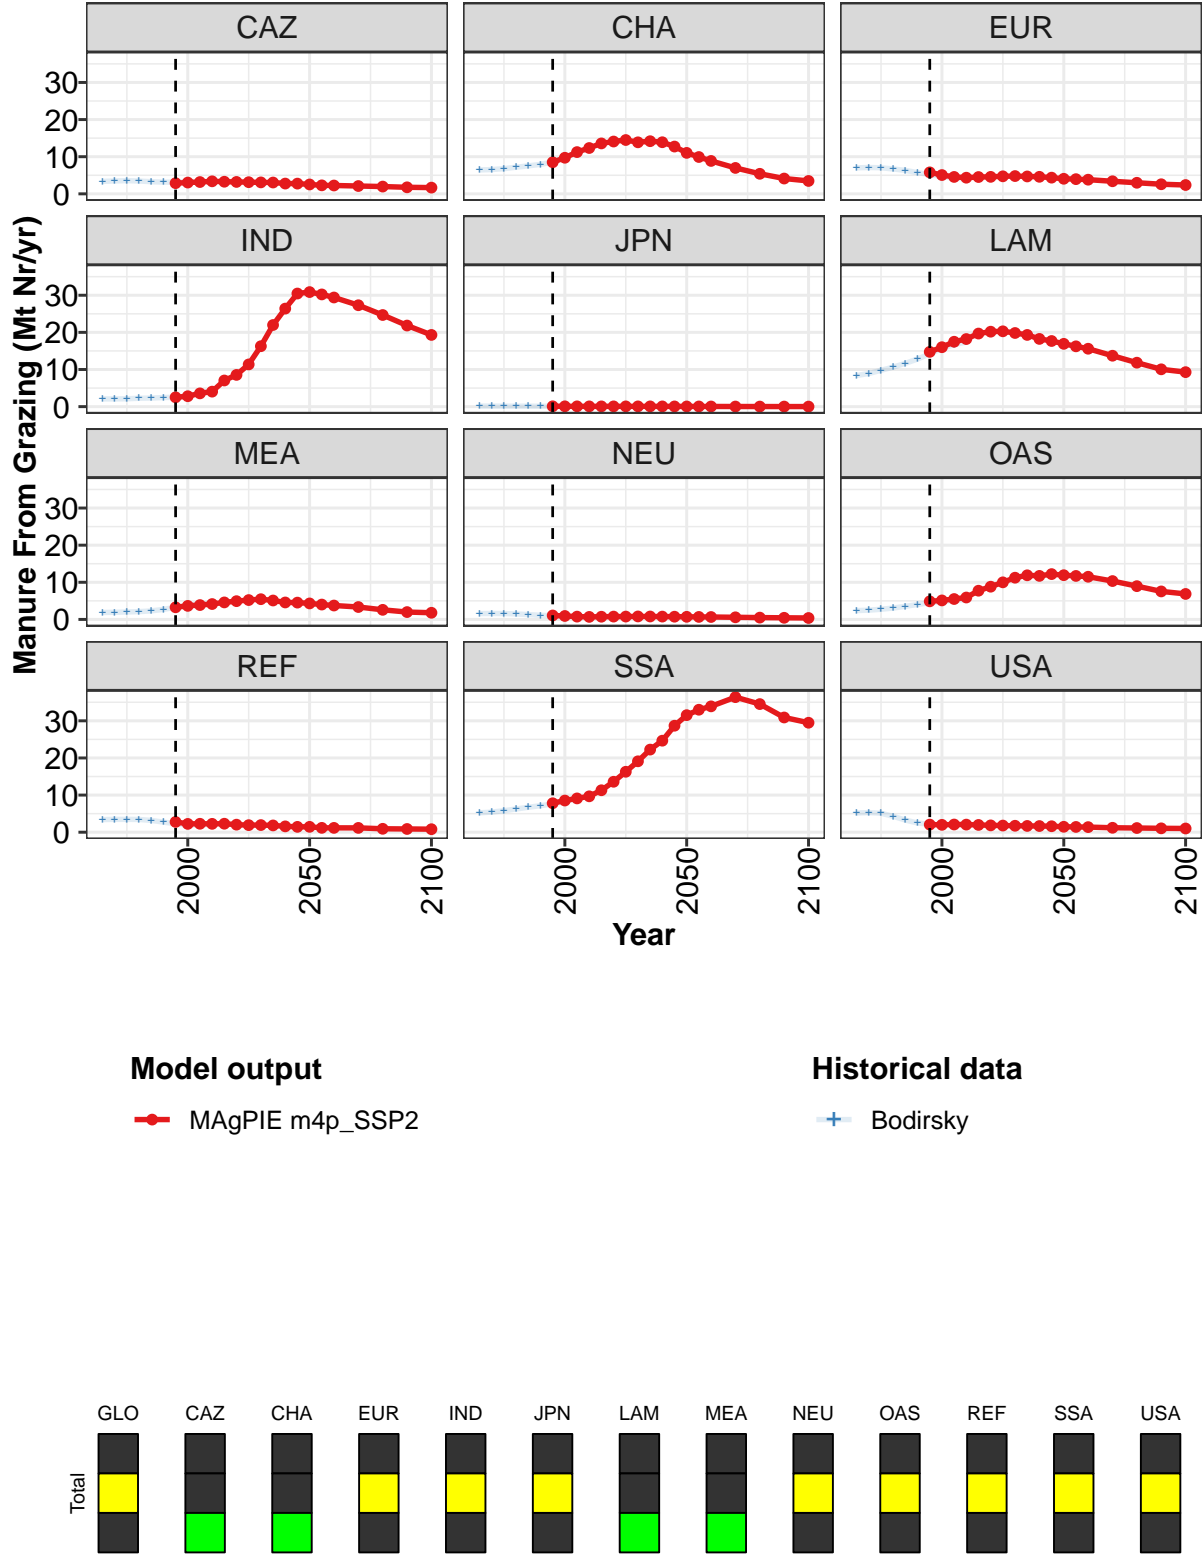 CAZ CHA EUR
30
20
10
0
IND JPN LAM
30
20
10
0
MEA NEU OAS
30
20
10
0
REF SSA USA
30
20
10
0
Manure From Grazing (Mt Nr/yr)
2000 2050 2100 2000 2050 2100 2000 2050 2100
Year
Model output
MAgPIE m4p_SSP2
Historical data
Bodirsky
GLO CAZ CHA EUR IND JPN LAM MEA NEU OAS REF SSA USA
Total